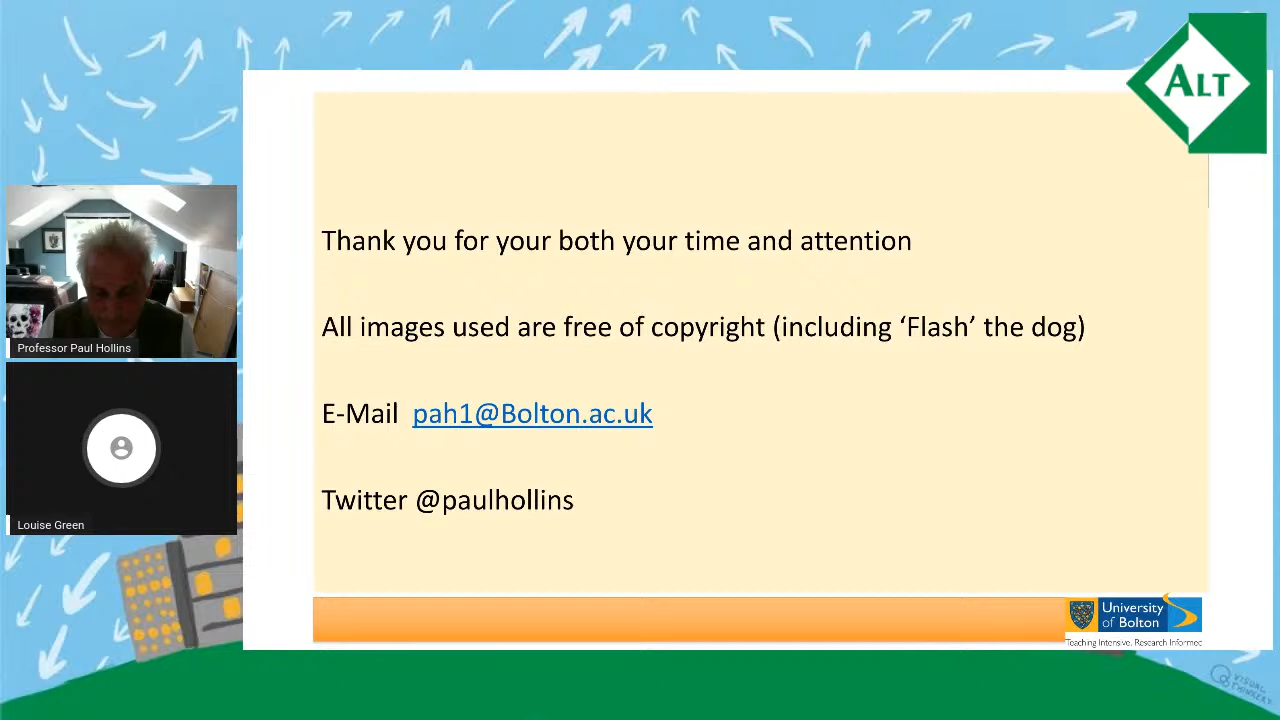 ALT
Thank you for your both your time and attention
All images used are free of copyright (including ‘Flash’ the dog)
E-Mail pah1@Bolton.ac.uk
Twitter @paulhollins
Professor Paul Hollins
Louise Green
University
of Bolton
Teaching Intensive, Research Informed
VISUAL
THINKERY